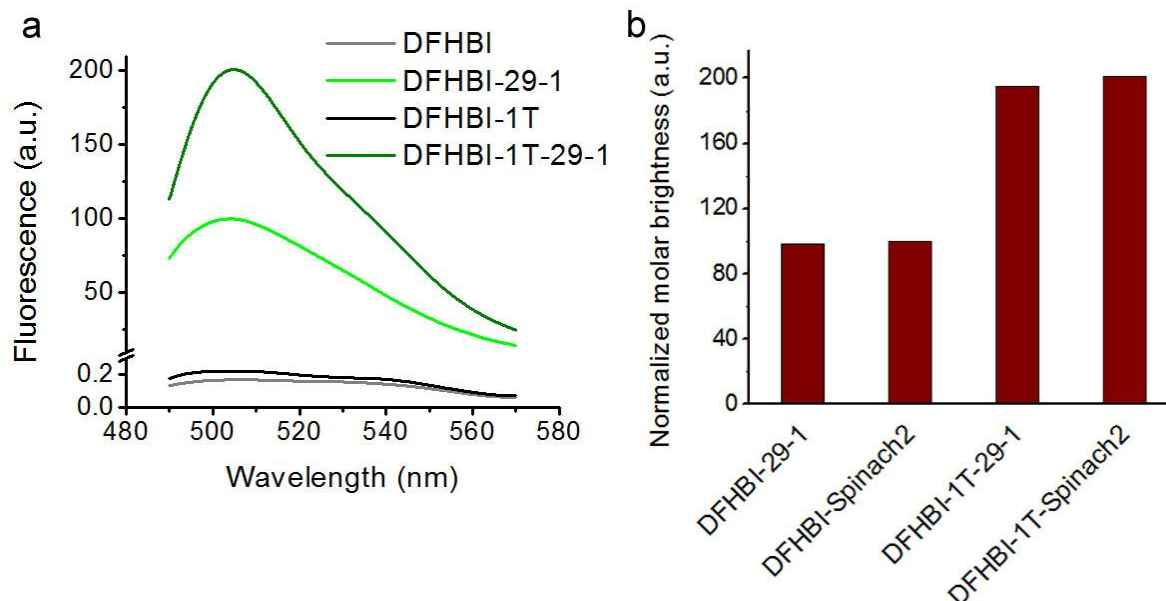 a
DFHBI
DFHBI-29-1
DFHBI-1T
DFHBI-1T-29-1
Fluorescence (a.u.)
200
150
100
50
0.2
0.0
480 500 520 540 560 580
Wavelength (nm)
b
Normalized molar brightness (a.u.)
200
160
120
80
40
0
DFHBI-29-1
DFHBI-Spinach2
DFHBI-1T-29-1
DFHBI-1T-Spinach2